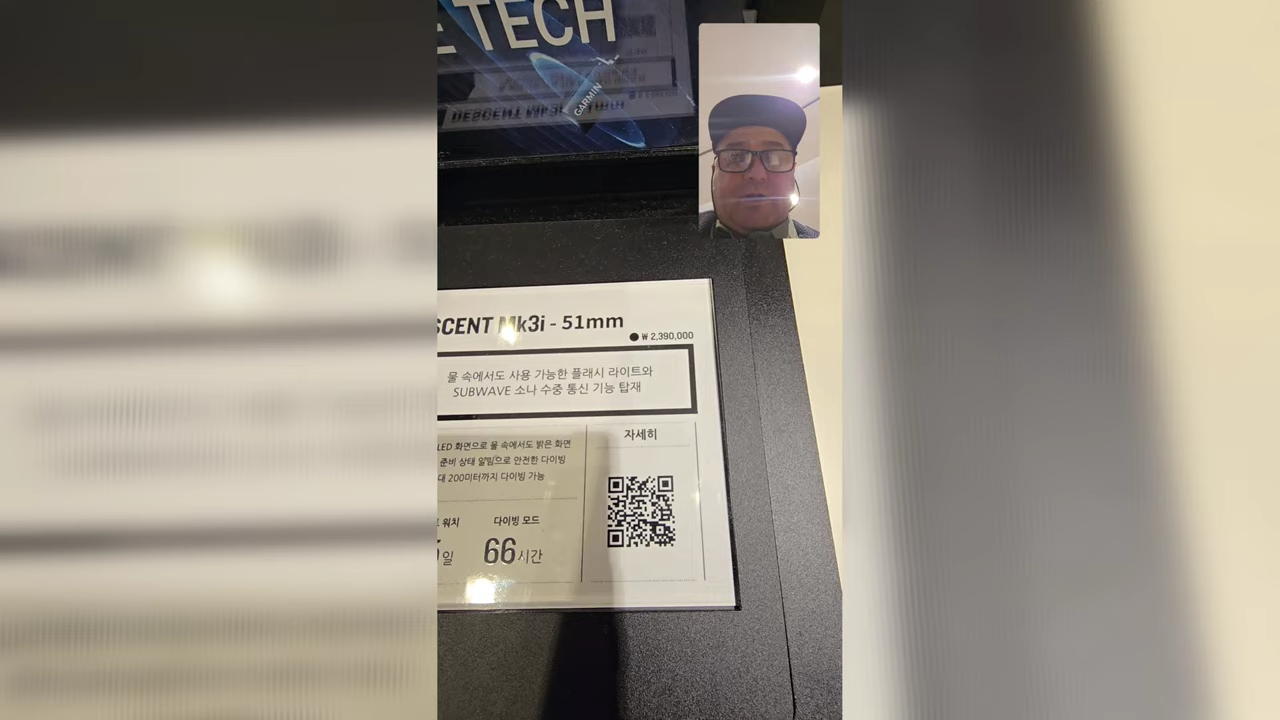 TECH
GARMIN
SCENT Mk3i - 51mm
₩ 2,390,000
물 속에서도 사용 가능한 플래시 라이트와
SUBWAVE 소나 수중 통신 기능 탑재
LED 화면으로 물 속에서도 밝은 화면
준비 상태 알림으로 안전한 다이빙
대 200미터까지 다이빙 가능
워치
일
다이빙 모드
66시간
자세히